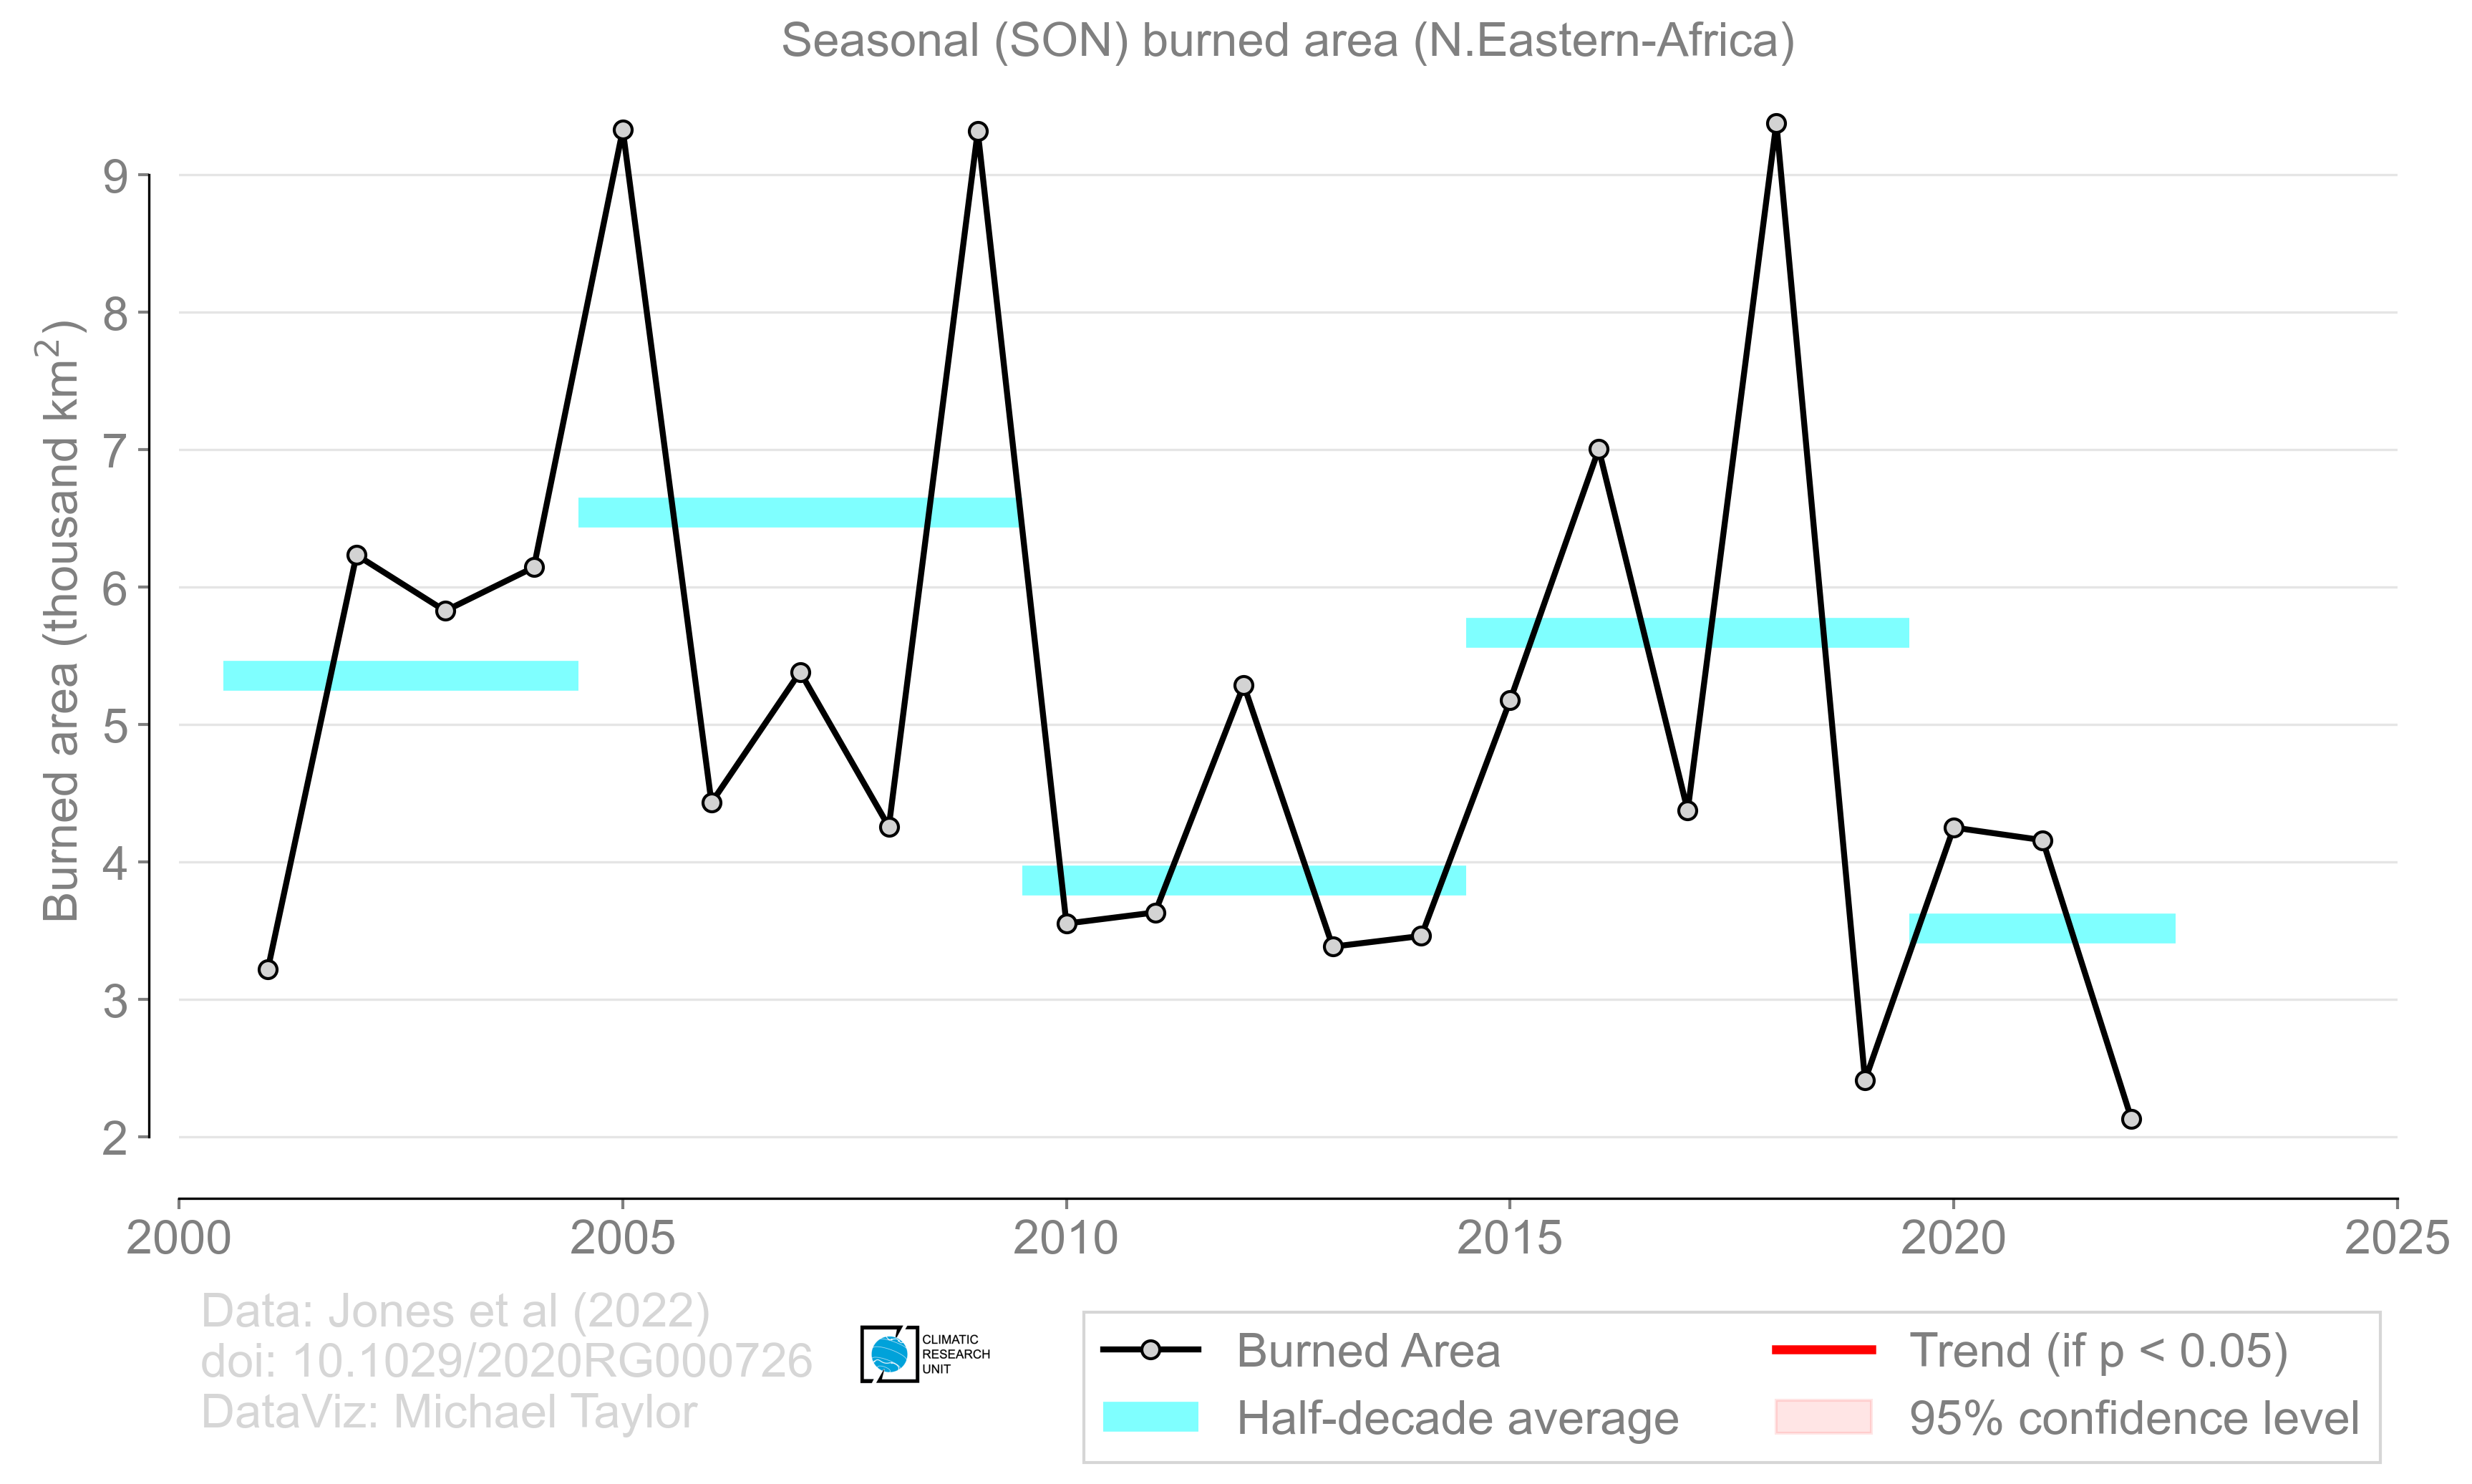 Seasonal (SON) burned area (N.Eastern-Africa)
Burned area (thousand km²)
9
8
7
6
5
4
3
2
2000 2005 2010 2015 2020 2025
Data: Jones et al (2022)
doi: 10.1029/2020RG000726
DataViz: Michael Taylor
CLIMATIC
RESEARCH
UNIT
Burned Area
Half-decade average
Trend (if p < 0.05)
95% confidence level